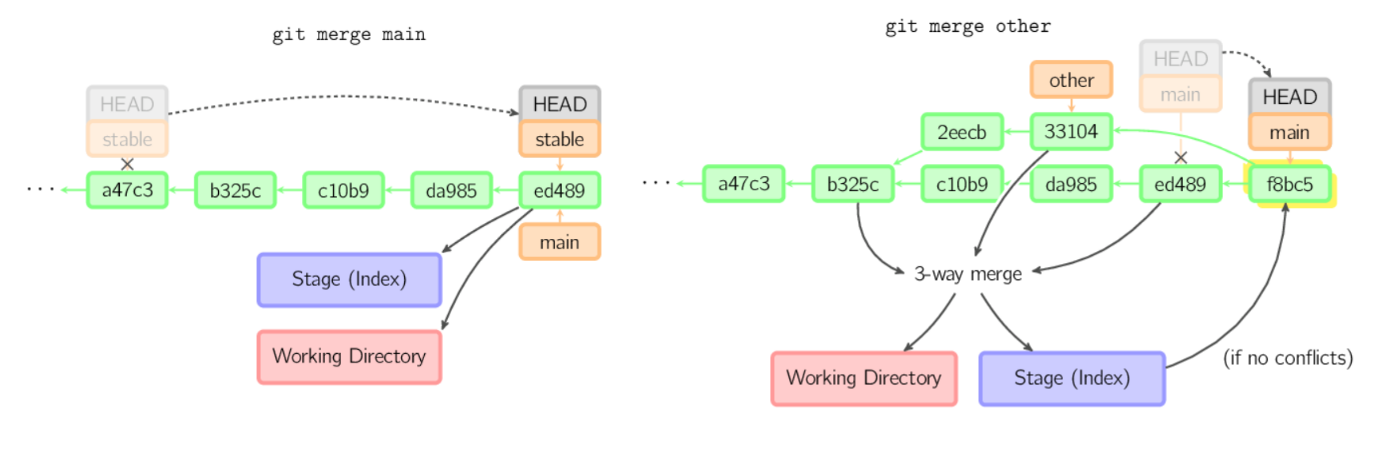 git merge main
HEAD
stable
HEAD
stable
...
a47c3
b325c
c10b9
da985
ed489
main
Stage (Index)
Working Directory
git merge other
HEAD
main
other
HEAD
main
2eecb
33104
...
a47c3
b325c
c10b9
da985
ed489
f8bc5
3-way merge
(if no conflicts)
Working Directory
Stage (Index)